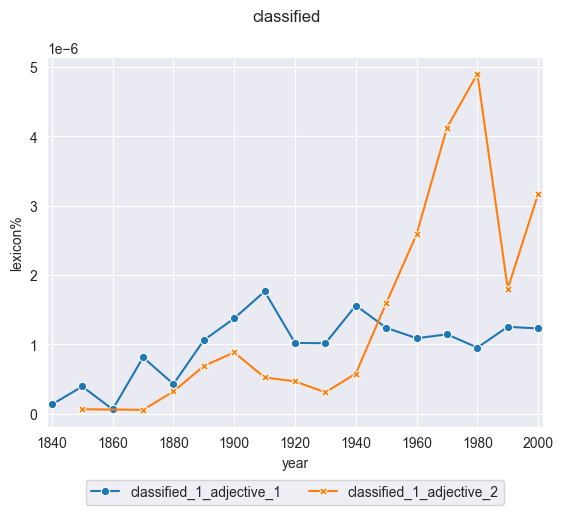 classified
1e−6
5
4
3
2
1
0
lexicon%
1840 1860 1880 1900 1920 1940 1960 1980 2000
year
classified_1_adjective_1 classified_1_adjective_2